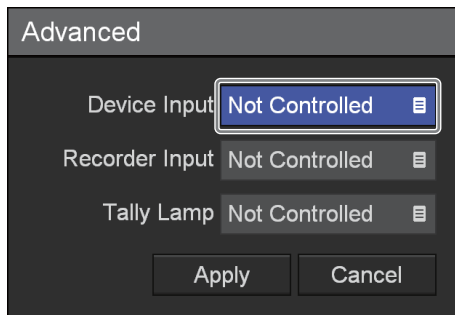 Advanced
Device Input Not Controlled
Recorder Input Not Controlled
Tally Lamp Not Controlled
Apply Cancel